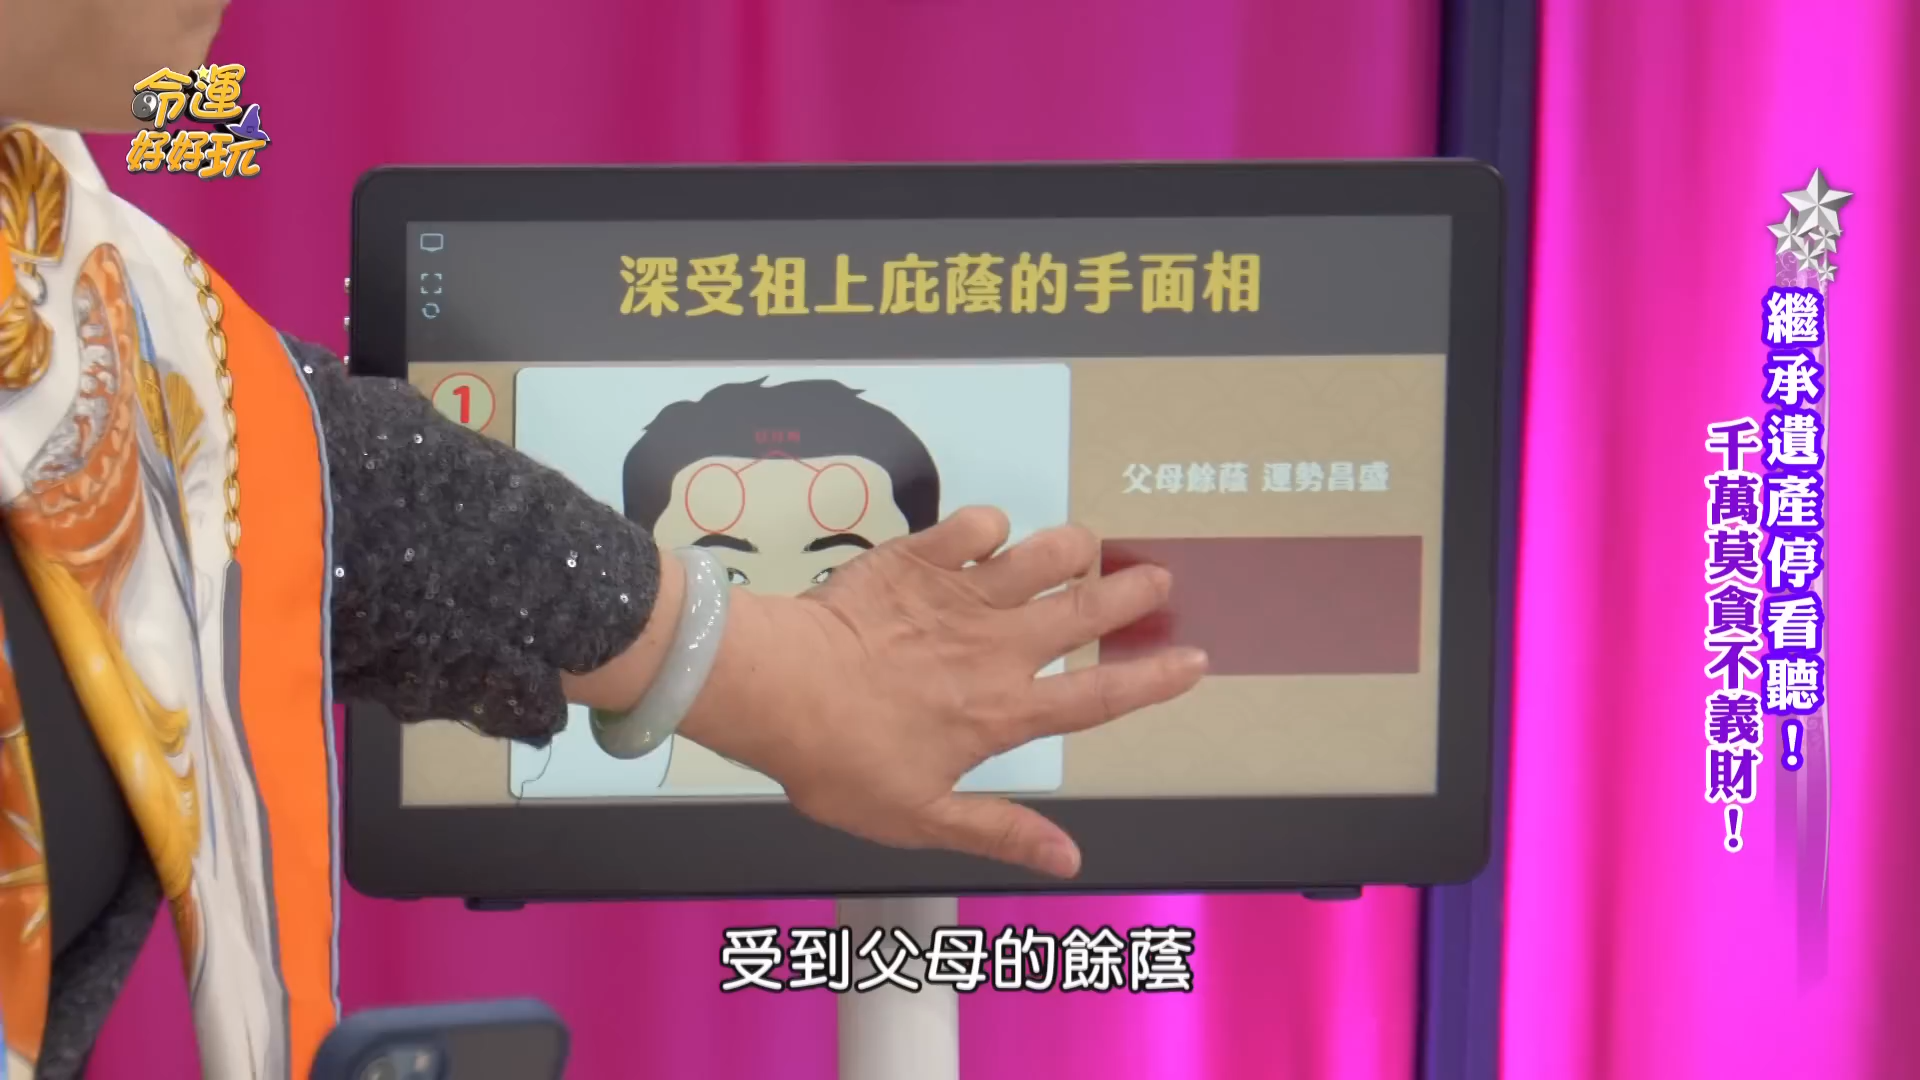 命運
好好玩
深受祖上庇蔭的手面相
1
父母餘蔭 運勢昌盛
繼承遺產停看聽！
千萬莫貪不義財！
受到父母的餘蔭